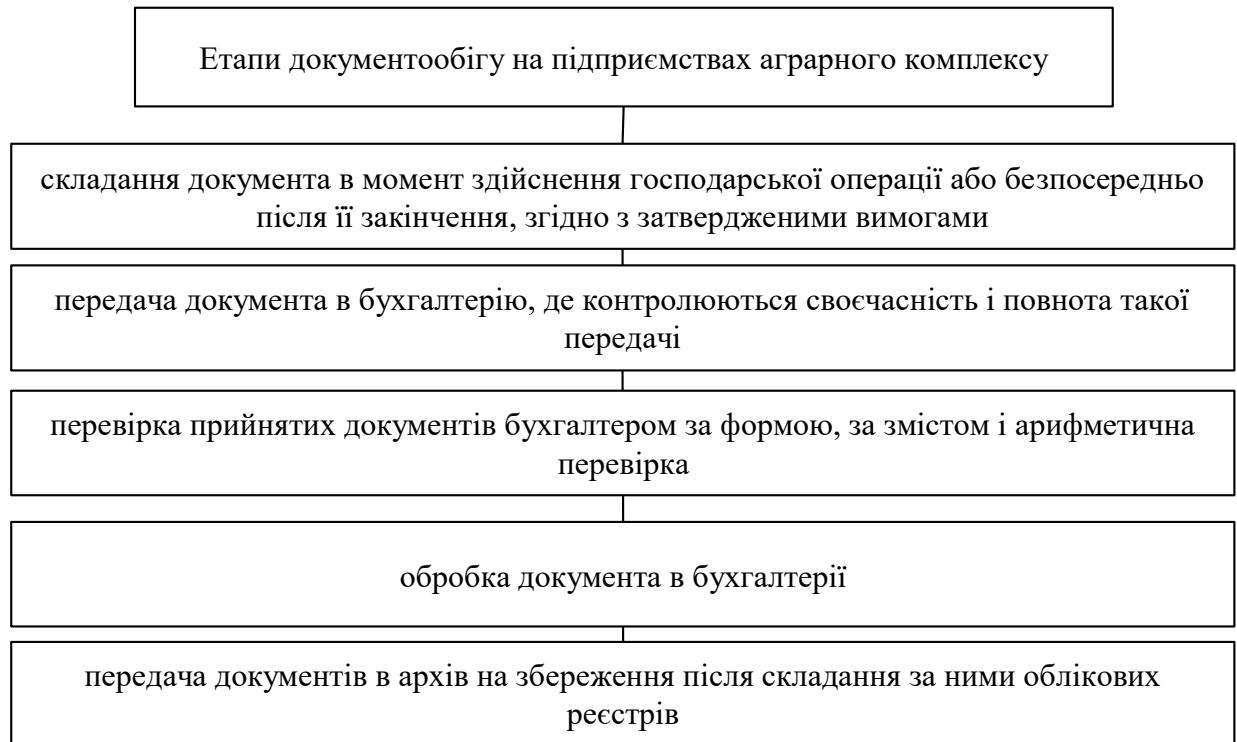 Етапи документообігу на підприємствах аграрного комплексу
складання документа в момент здійснення господарської операції або безпосередньо
після її закінчення, згідно з затвердженими вимогами
передача документа в бухгалтерію, де контролюються своєчасність і повнота такої
передачі
перевірка прийнятих документів бухгалтером за формою, за змістом і арифметична
перевірка
обробка документа в бухгалтерії
передача документів в архів на збереження після складання за ними облікових
реєстрів